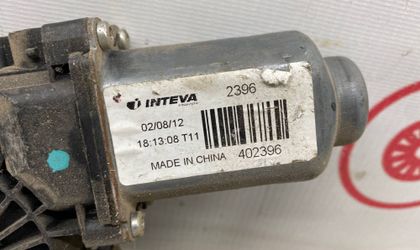 INTEVA 2396
02/08/12
18:13:08 T11
MADE IN CHINA 402396